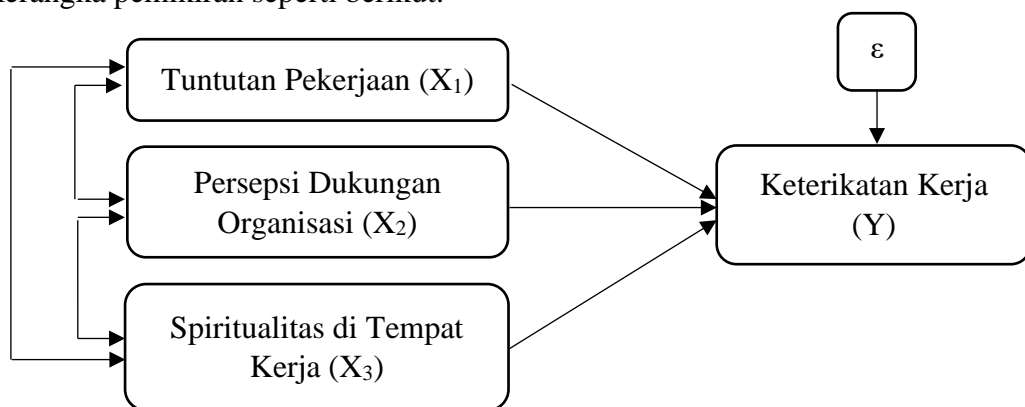 kerangka pemikiran seperti berikut:
Tuntutan Pekerjaan (X₁)
ε
Persepsi Dukungan
Organisasi (X₂)
Keterikatan Kerja
(Y)
Spiritualitas di Tempat
Kerja (X₃)